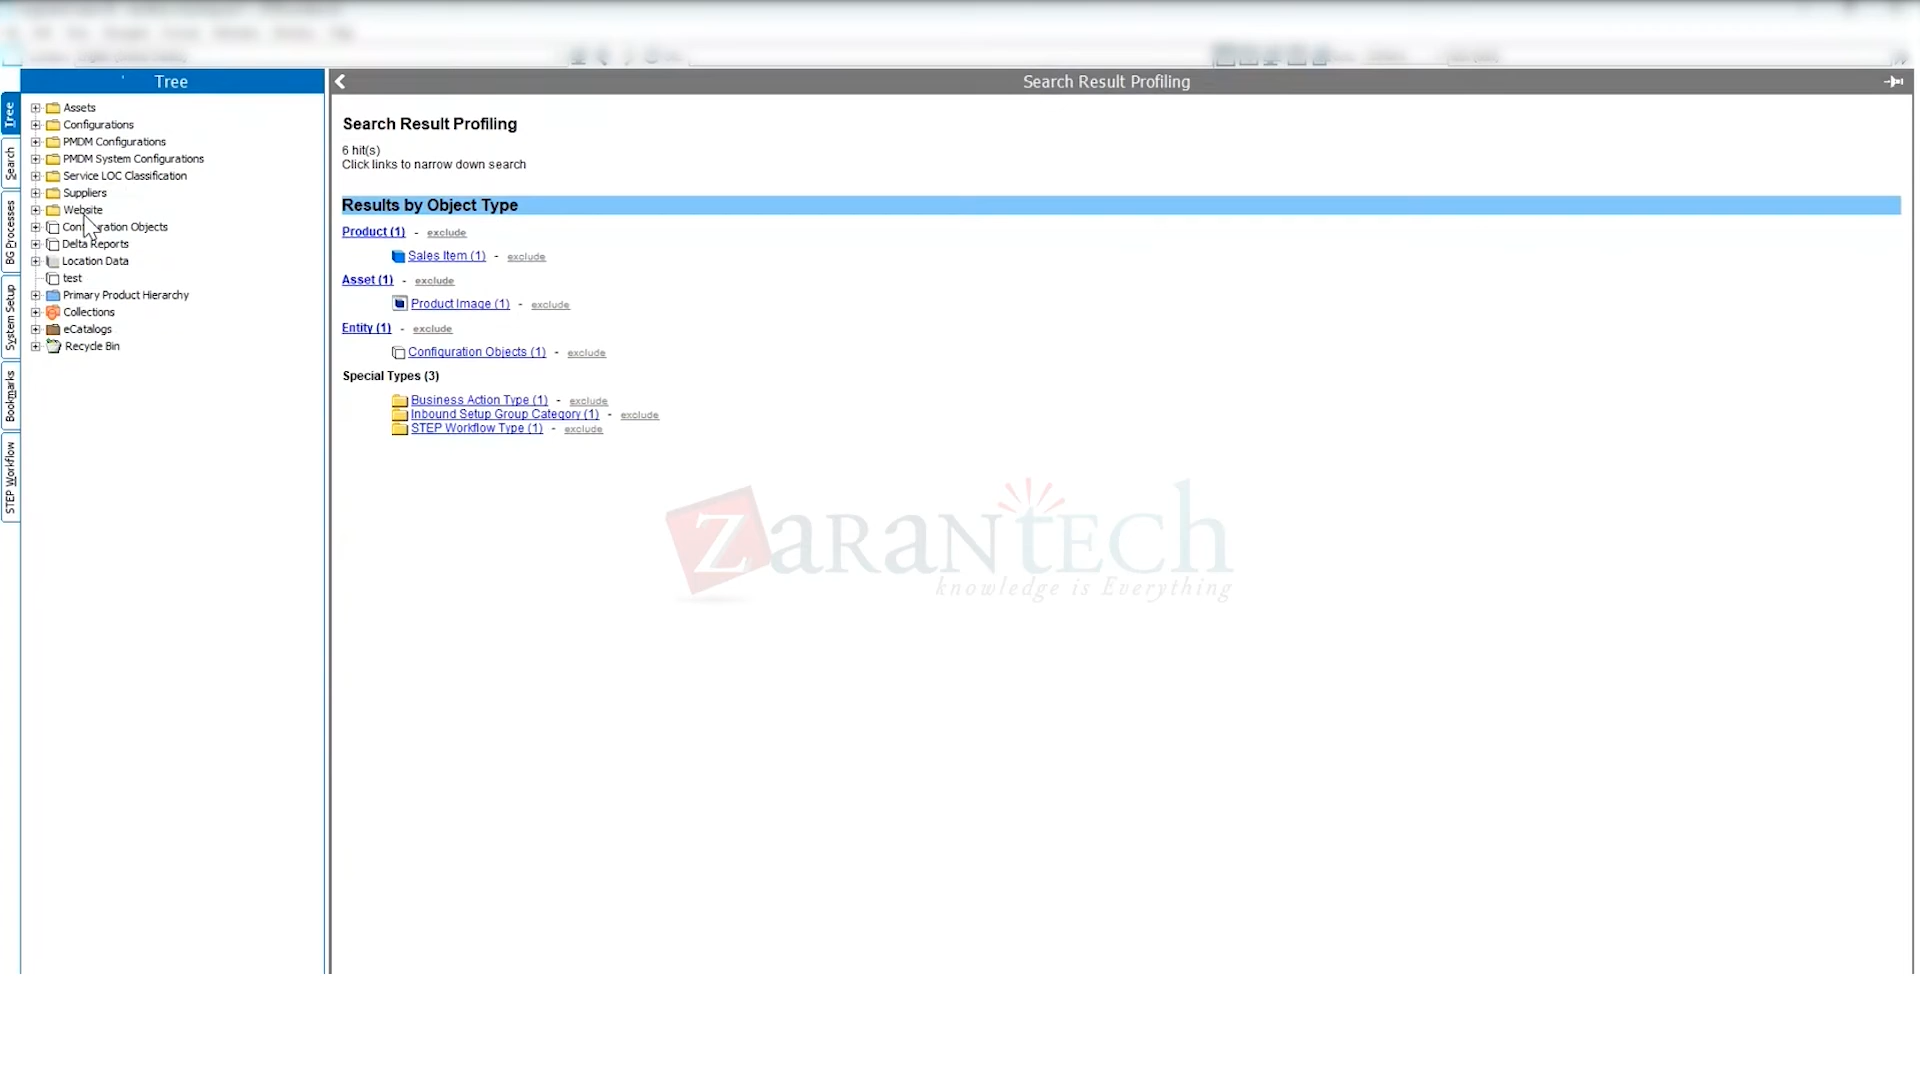 Tree
Search Result Profiling
Tree
Search
BG Processes
System Setup
Bookmarks
STEP Workflow
Assets
Configurations
PMDM Configurations
PMDM System Configurations
Service LOC Classification
Suppliers
Website
Configuration Objects
Delta Reports
Location Data
test
Primary Product Hierarchy
Collections
eCatalogs
Recycle Bin
Search Result Profiling
6 hit(s)
Click links to narrow down search
Results by Object Type
Product (1) - exclude
Sales Item (1) - exclude
Asset (1) - exclude
Product Image (1) - exclude
Entity (1) - exclude
Configuration Objects (1) - exclude
Special Types (3)
Business Action Type (1) - exclude
Inbound Setup Group Category (1) - exclude
STEP Workflow Type (1) - exclude
ZaranTech
knowledge is Everything